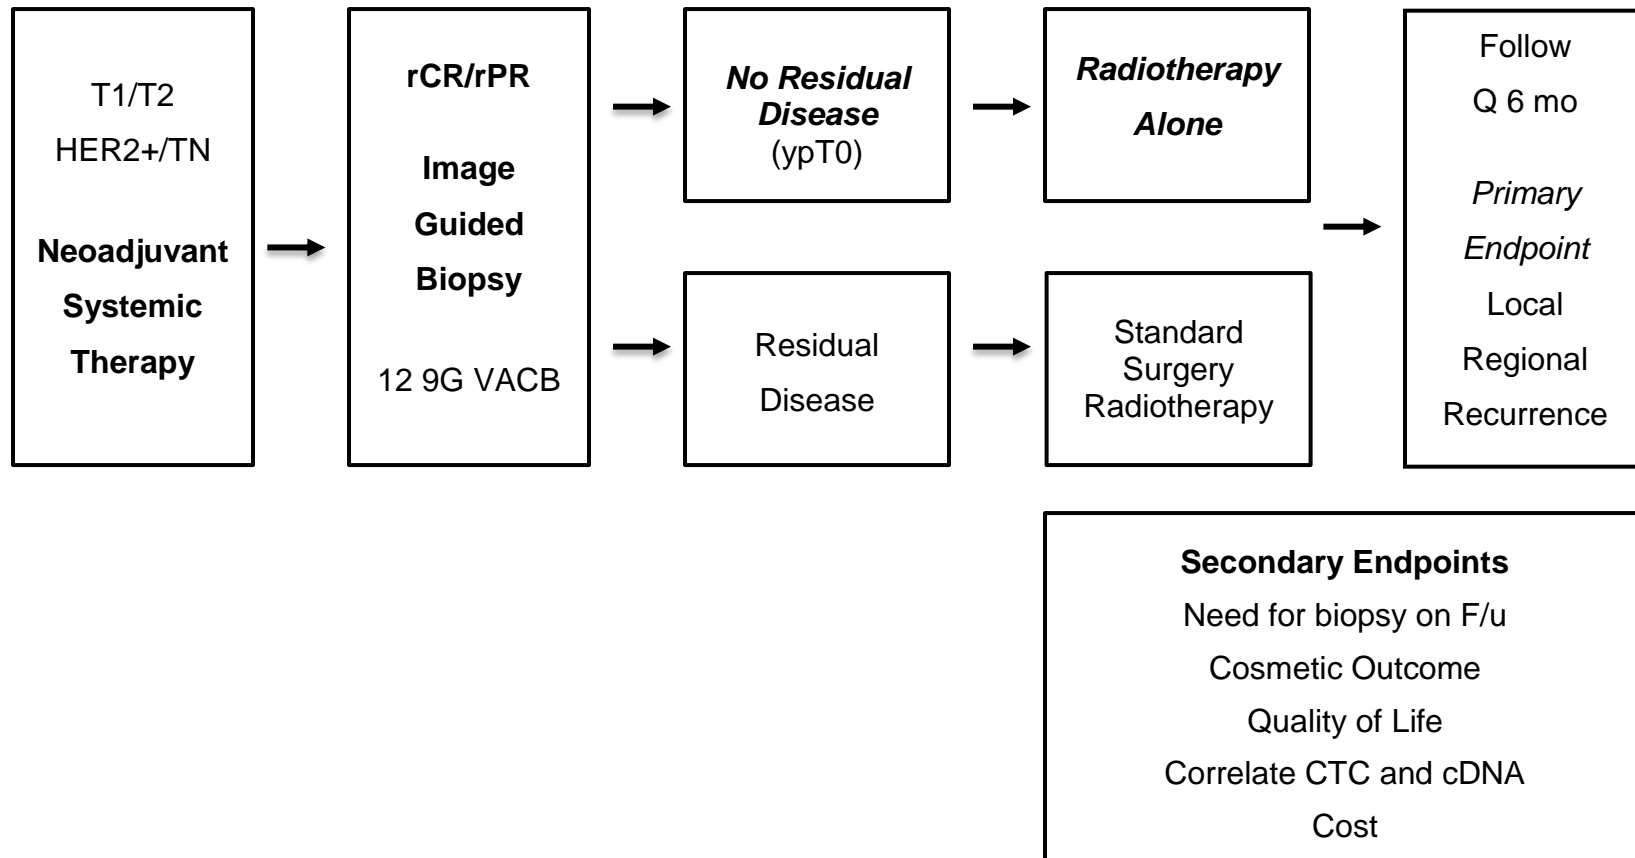 T1/T2
HER2+/TN
Neoadjuvant
Systemic
Therapy
rCR/rPR
Image
Guided
Biopsy
12 9G VACB
No Residual
Disease
(ypT0)
Radiotherapy
Alone
Residual
Disease
Standard
Surgery
Radiotherapy
Follow
Q 6 mo
Primary
Endpoint
Local
Regional
Recurrence
Secondary Endpoints
Need for biopsy on F/u
Cosmetic Outcome
Quality of Life
Correlate CTC and cDNA
Cost